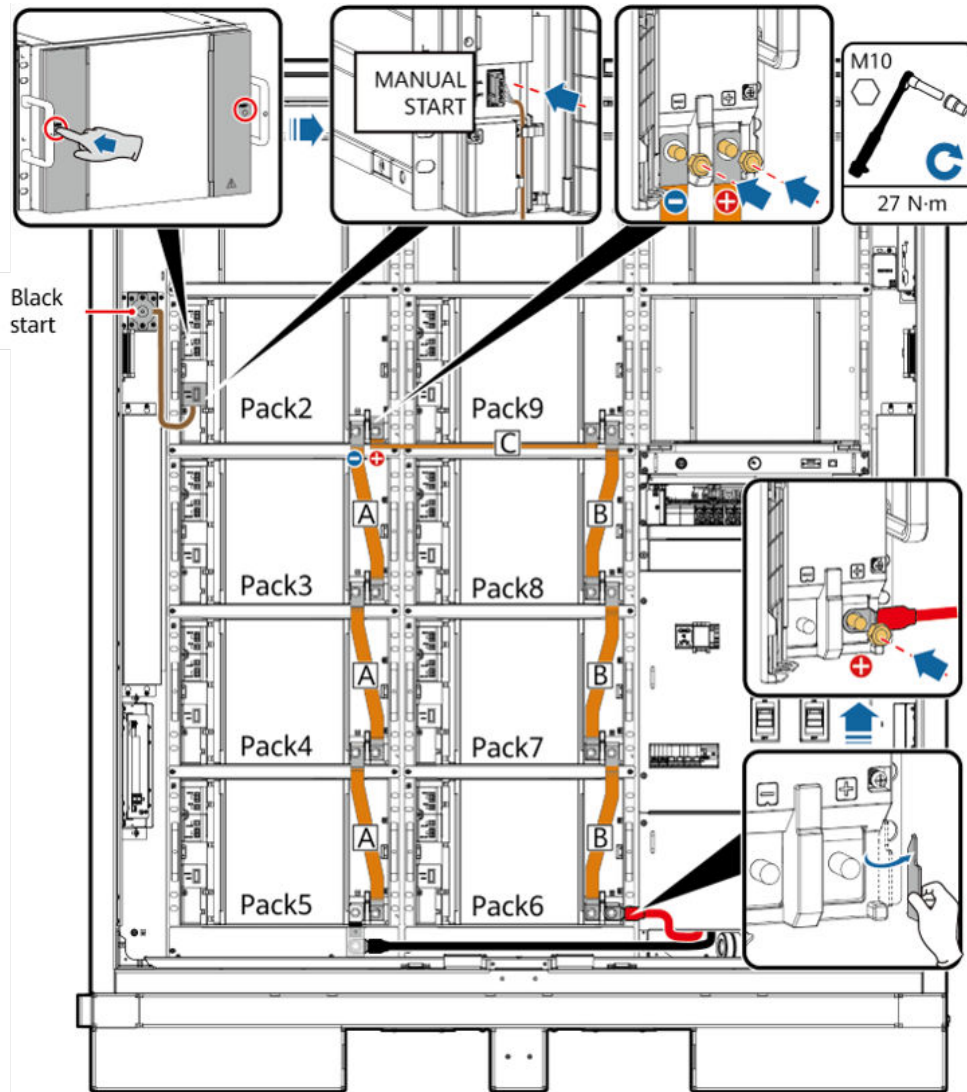 MANUAL
START
M10
27 N·m
Black
start
Pack2
Pack9
C
A
B
Pack3
Pack8
A
B
Pack4
Pack7
A
B
Pack5
Pack6